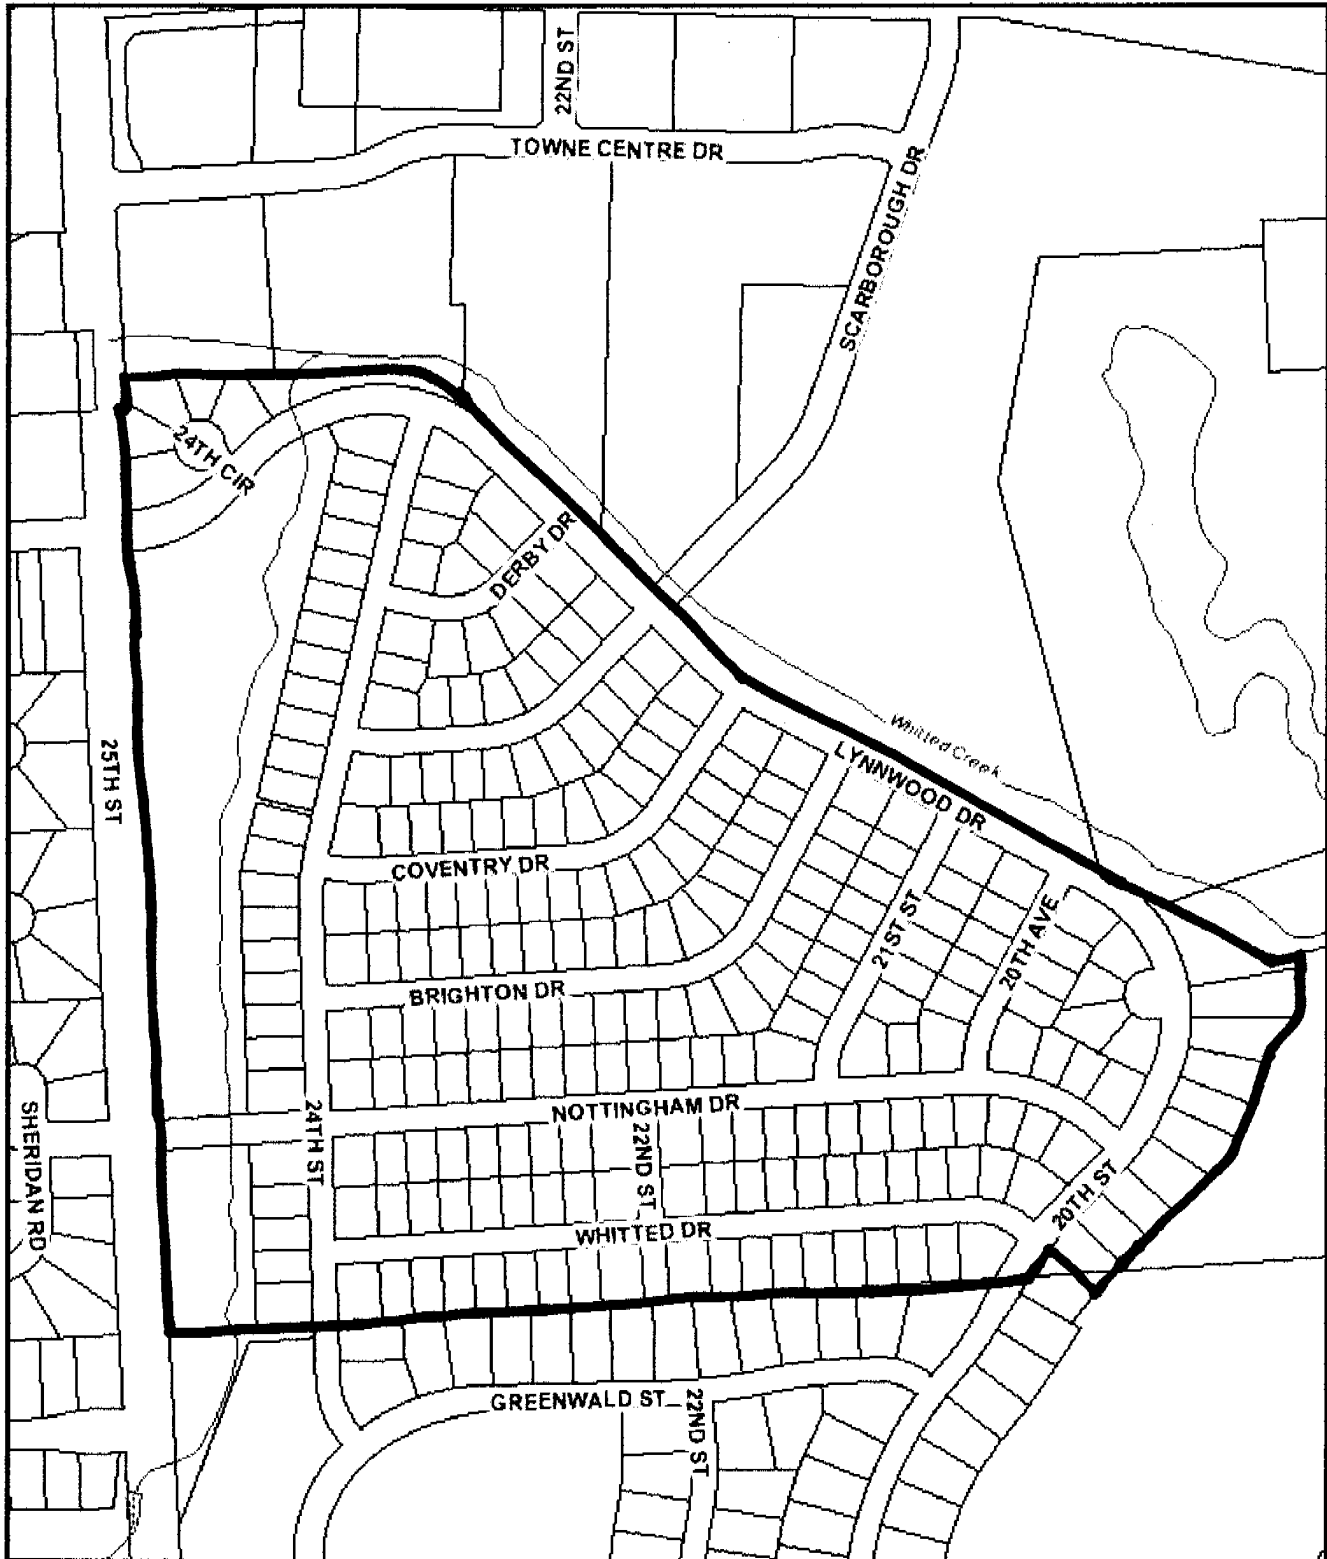 22ND ST
TOWNE CENTRE DR
SCARBOROUGH DR
24TH CIR
DERBY DR
25TH ST
Whitted Creek
LYNNWOOD DR
COVENTRY DR
21ST ST
20TH AVE
BRIGHTON DR
NOTTINGHAM DR
24TH ST
22ND ST
SHERIDAN RD
20TH ST
WHITTED DR
GREENWALD ST
22ND ST